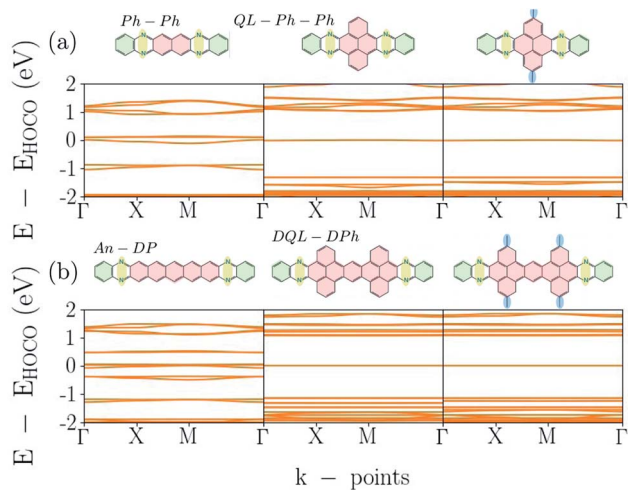 Ph – Ph
QL – Ph – Ph
(a)
N N
N N
N N
N N
N N
N N
E – E_HOCO (eV)
2
1
0
-1
-2
Γ X M Γ X M Γ X M Γ
An – DP
DQL – DPh
(b)
N N
N N
N N
N N
N N
N N
E – E_HOCO (eV)
2
1
0
-1
-2
Γ X M Γ X M Γ X M Γ
k – points